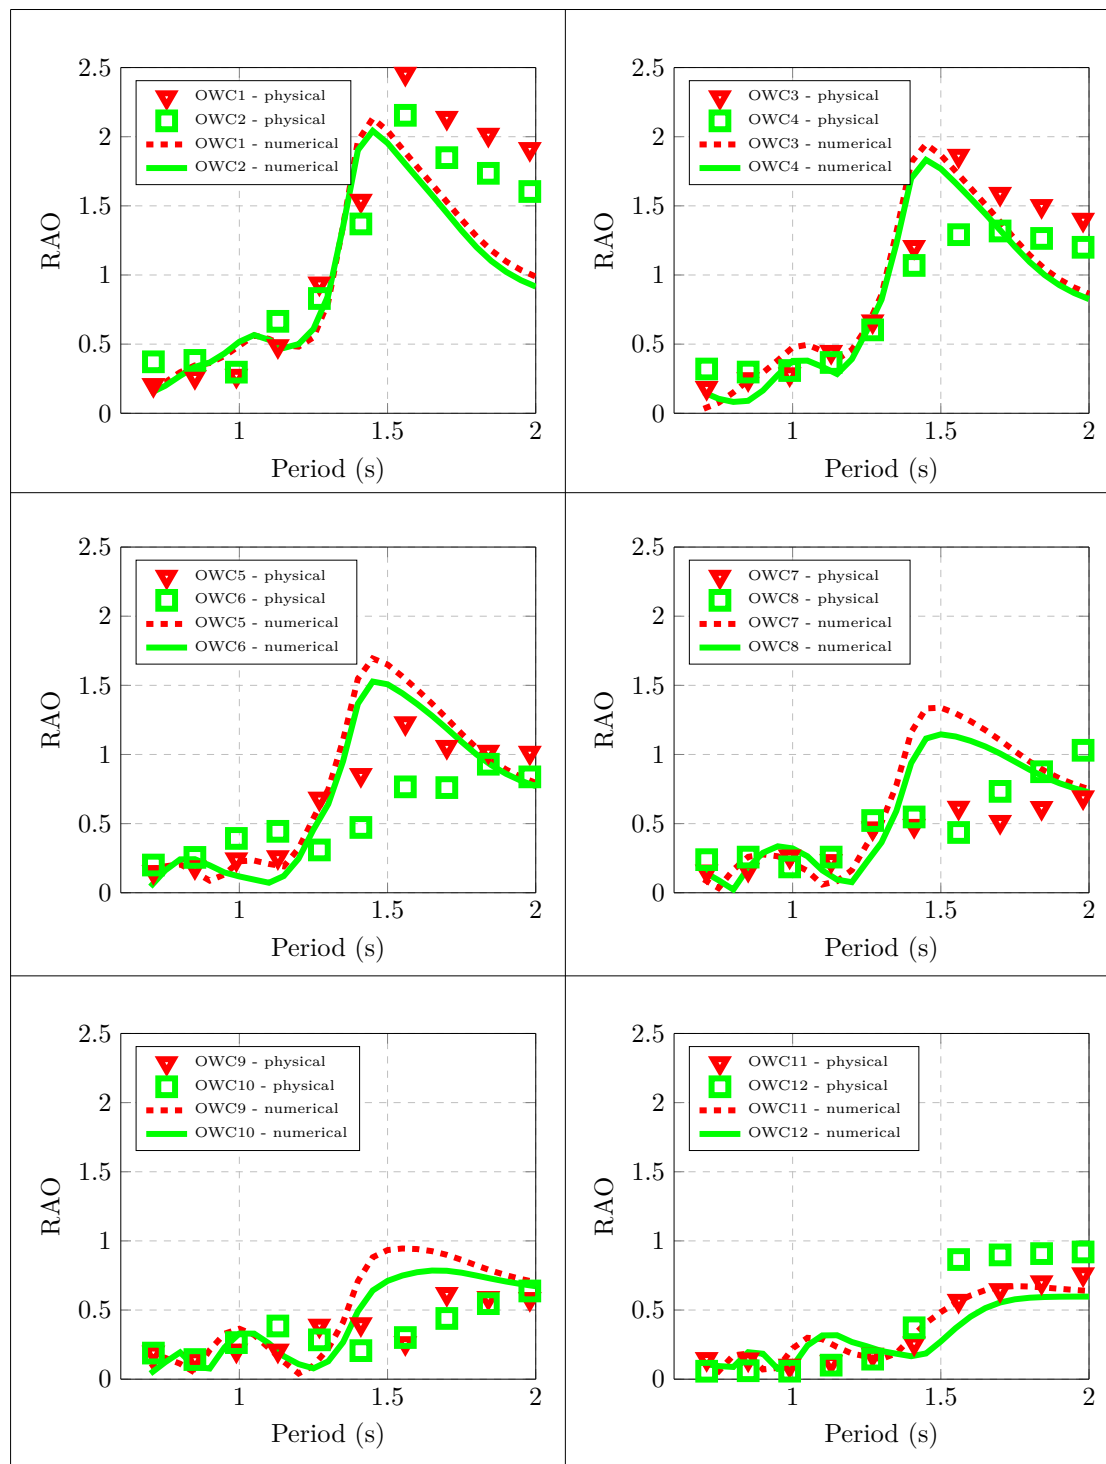 2.5
2
1.5
1
0.5
0
RAO
OWC1 - physical
OWC2 - physical
OWC1 - numerical
OWC2 - numerical
1 1.5 2
Period (s)
2.5
2
1.5
1
0.5
0
RAO
OWC3 - physical
OWC4 - physical
OWC3 - numerical
OWC4 - numerical
1 1.5 2
Period (s)
2.5
2
1.5
1
0.5
0
RAO
OWC5 - physical
OWC6 - physical
OWC5 - numerical
OWC6 - numerical
1 1.5 2
Period (s)
2.5
2
1.5
1
0.5
0
RAO
OWC7 - physical
OWC8 - physical
OWC7 - numerical
OWC8 - numerical
1 1.5 2
Period (s)
2.5
2
1.5
1
0.5
0
RAO
OWC9 - physical
OWC10 - physical
OWC9 - numerical
OWC10 - numerical
1 1.5 2
Period (s)
2.5
2
1.5
1
0.5
0
RAO
OWC11 - physical
OWC12 - physical
OWC11 - numerical
OWC12 - numerical
1 1.5 2
Period (s)